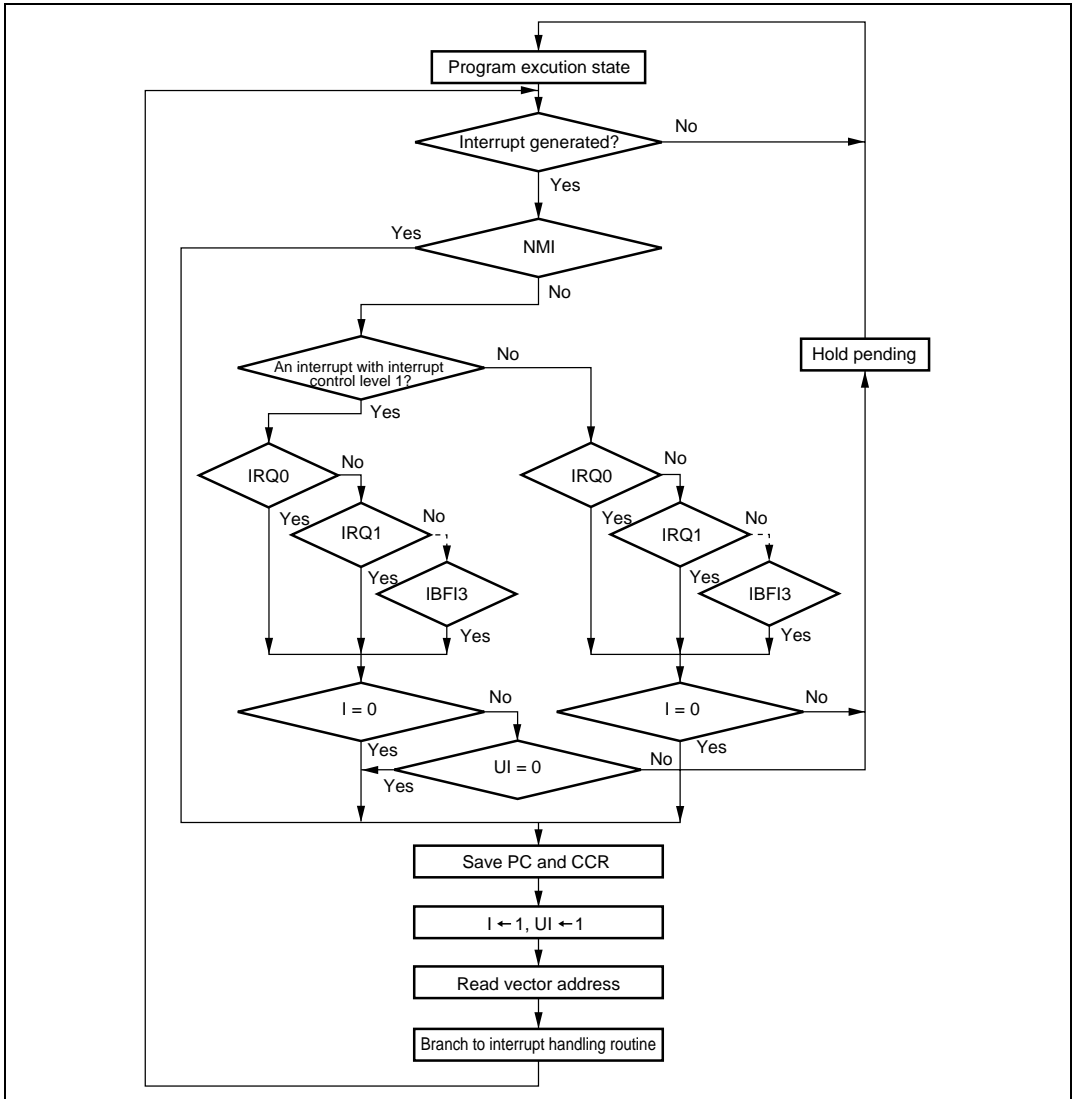 Program excution state
Interrupt generated?
No
Yes
Yes
NMI
No
An interrupt with interrupt
control level 1?
No
Hold pending
Yes
IRQ0
No
IRQ0
No
Yes
IRQ1
No
Yes
IRQ1
No
Yes
IBFI3
Yes
IBFI3
Yes
Yes
I = 0
No
I = 0
No
Yes
UI = 0
No
Yes
Yes
Save PC and CCR
I ← 1, UI ← 1
Read vector address
Branch to interrupt handling routine